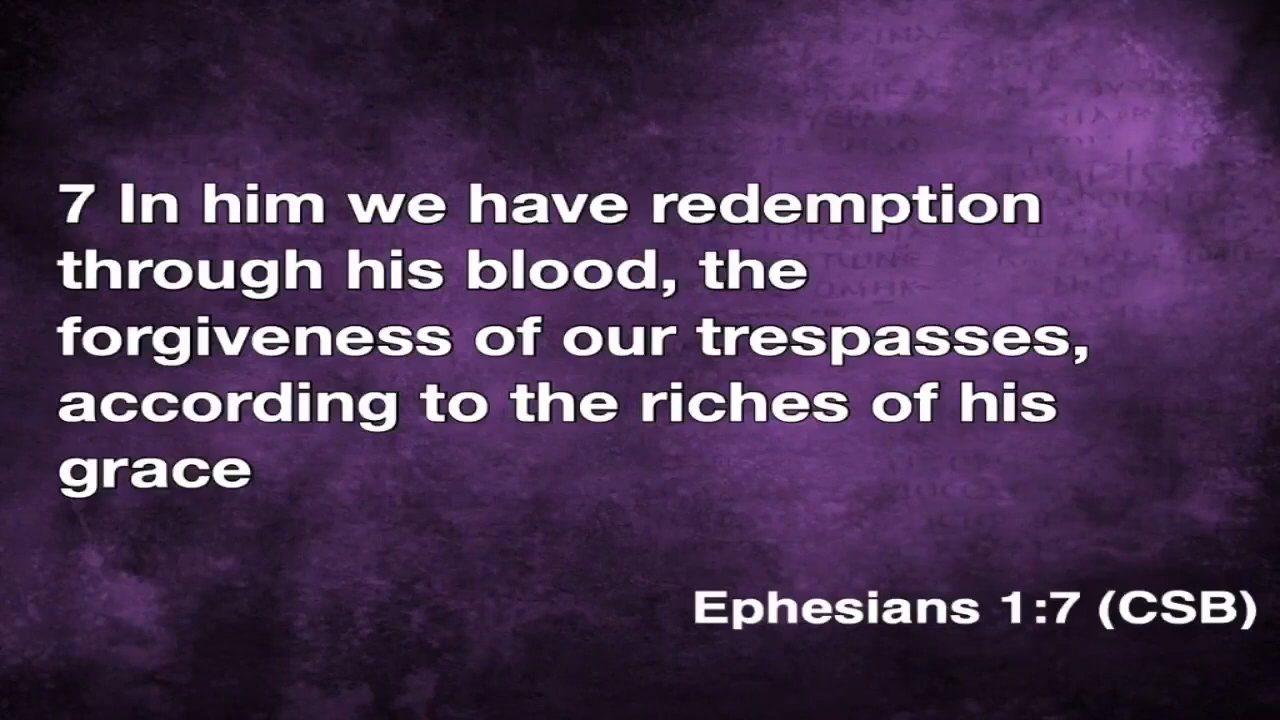 7 In him we have redemption
through his blood, the
forgiveness of our trespasses,
according to the riches of his
grace
Ephesians 1:7 (CSB)